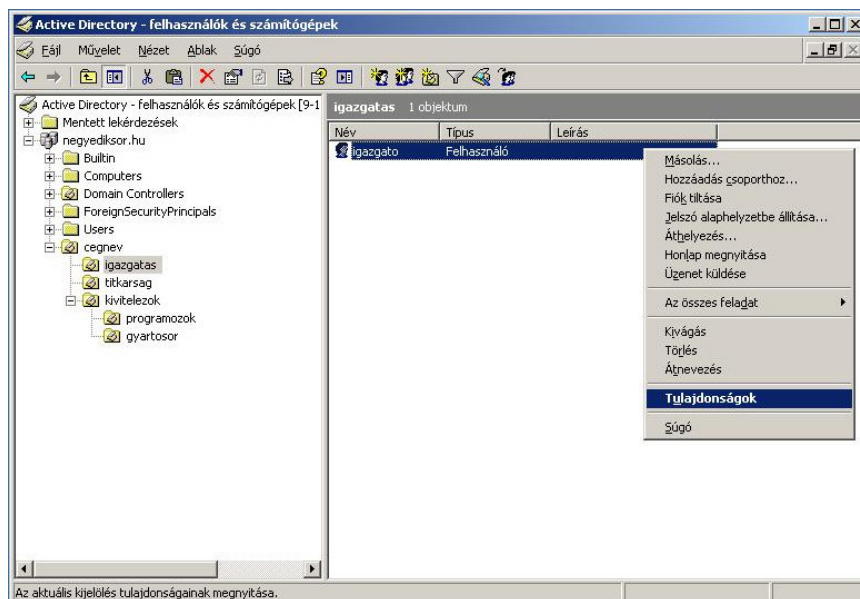 Active Directory - felhasználók és számítógépek
Fájl Művelet Nézet Ablak Súgó
Active Directory - felhasználók és számítógépek [9-1
Mentett lekérdezések
negyediksor.hu
Builtin
Computers
Domain Controllers
ForeignSecurityPrincipals
Users
cegnev
igazgatas
titkarsag
kivitelezok
programozok
gyartosor
igazgatas 1 objektum
Név Típus Leírás
igazgato Felhasználó
Másolás...
Hozzáadás csoporthoz...
Fiók tiltása
Jelszó alaphelyzetbe állítása...
Áthelyezés...
Honlap megnyitása
Üzenet küldése
Az összes feladat
Kivágás
Törlés
Átnevezés
Tulajdonságok
Súgó
Az aktuális kijelölés tulajdonságainak megnyitása.